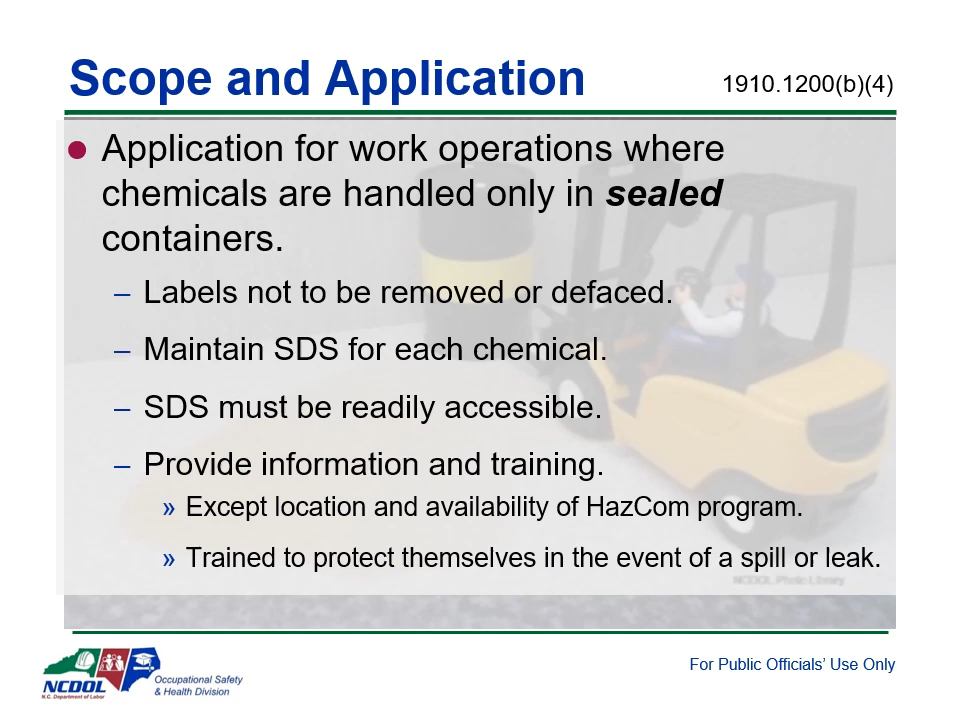 Scope and Application
1910.1200(b)(4)
● Application for work operations where
chemicals are handled only in sealed
containers.
– Labels not to be removed or defaced.
– Maintain SDS for each chemical.
– SDS must be readily accessible.
– Provide information and training.
» Except location and availability of HazCom program.
» Trained to protect themselves in the event of a spill or leak.
NCDOL Photo Library
NCDOL
N.C. Department of Labor
Occupational Safety
& Health Division
For Public Officials’ Use Only